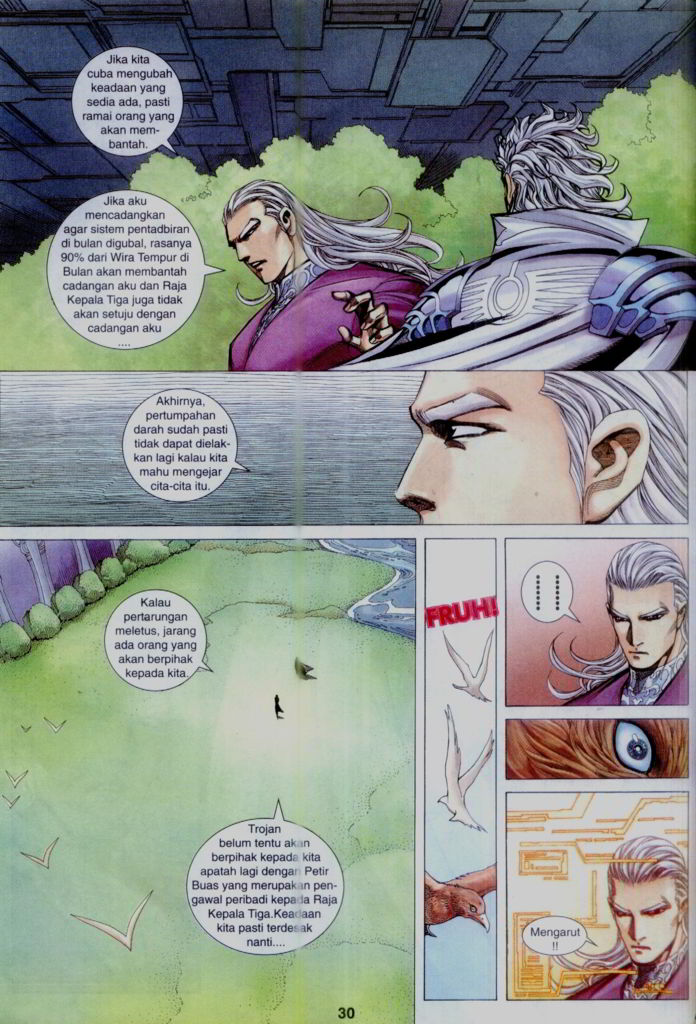 Jika kita
cuba mengubah
keadaan yang
sedia ada, pasti
ramai orang yang
akan mem-
bantah.
Jika aku
mencadangkan
agar sistem pentadbiran
di bulan digubal, rasanya
90% dari Wira Tempur di
Bulan akan membantah
cadangan aku dan Raja
Kepala Tiga juga tidak
akan setuju dengan
cadangan aku
....
Akhirnya,
pertumpahan
darah sudah pasti
tidak dapat dielak-
kan lagi kalau kita
mahu mengejar
cita-cita itu.
Kalau
pertarungan
meletus, jarang
ada orang yang
akan berpihak
kepada kita.
FRUH!
Trojan
belum tentu akan
berpihak kepada kita
apatah lagi dengan Petir
Buas yang merupakan pen-
gawal peribadi kepada Raja
Kepala Tiga.Keadaan
kita pasti terdesak
nanti....
Mengarut
!!
30